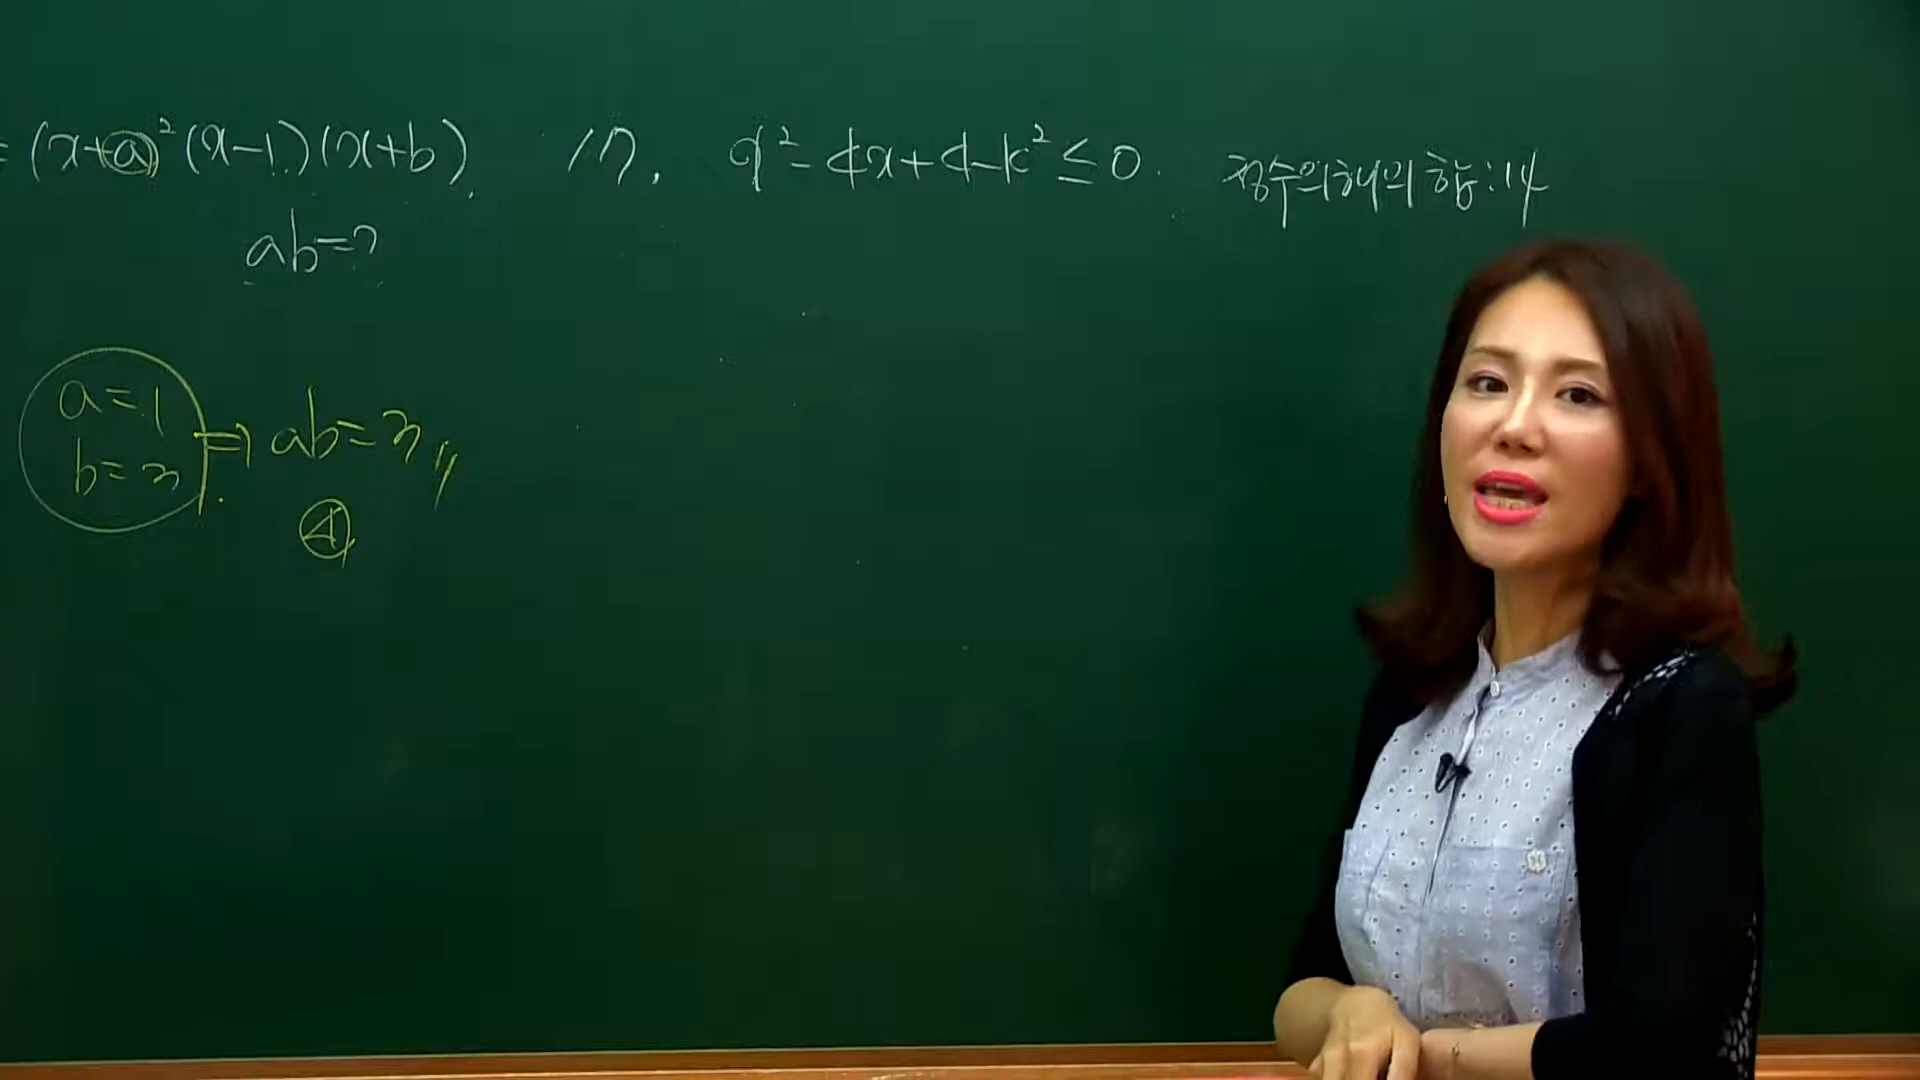 = (x+a)²(x-1)(x+b).
ab=?
a=1
b=3
⇒ ab=3
④
17. x²-4x+4-k²≤0. 정수의 해의 합:14